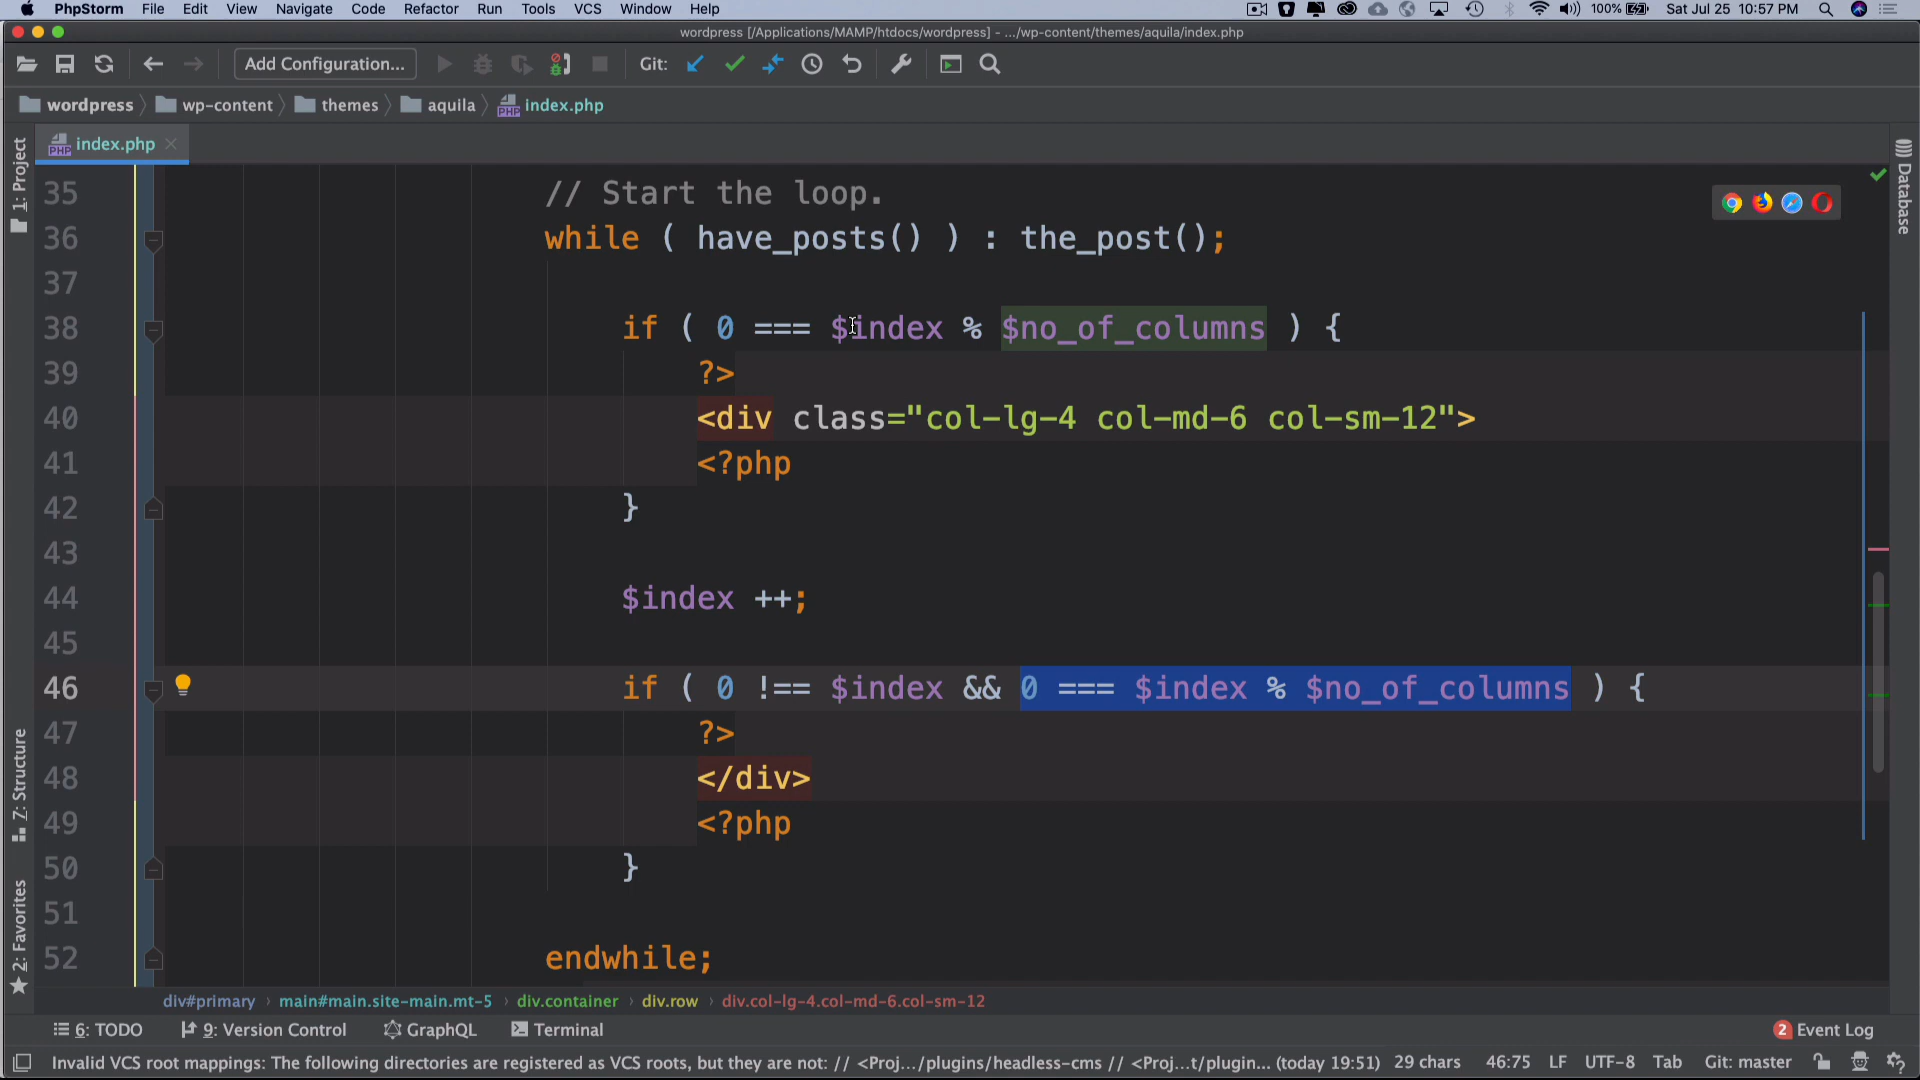 PhpStorm File Edit View Navigate Code Refactor Run Tools VCS Window Help 100% Sat Jul 25 10:57 PM
wordpress [/Applications/MAMP/htdocs/wordpress] - .../wp-content/themes/aquila/index.php
Add Configuration... Git:
wordpress wp-content themes aquila index.php
index.php
1: Project
Database
Z: Structure
2: Favorites
35 // Start the loop.
36 while ( have_posts() ) : the_post();
37
38 if ( 0 === $index % $no_of_columns ) {
39 ?>
40 <div class="col-lg-4 col-md-6 col-sm-12">
41 <?php
42 }
43
44 $index ++;
45
46 if ( 0 !== $index && 0 === $index % $no_of_columns ) {
47 ?>
48 </div>
49 <?php
50 }
51
52 endwhile;
div#primary › main#main.site-main.mt-5 › div.container › div.row › div.col-lg-4.col-md-6.col-sm-12
6: TODO 9: Version Control GraphQL Terminal 2 Event Log
Invalid VCS root mappings: The following directories are registered as VCS roots, but they are not: // <Proj.../plugins/headless-cms // <Proj...t/plugin... (today 19:51) 29 chars 46:75 LF UTF-8 Tab Git: master